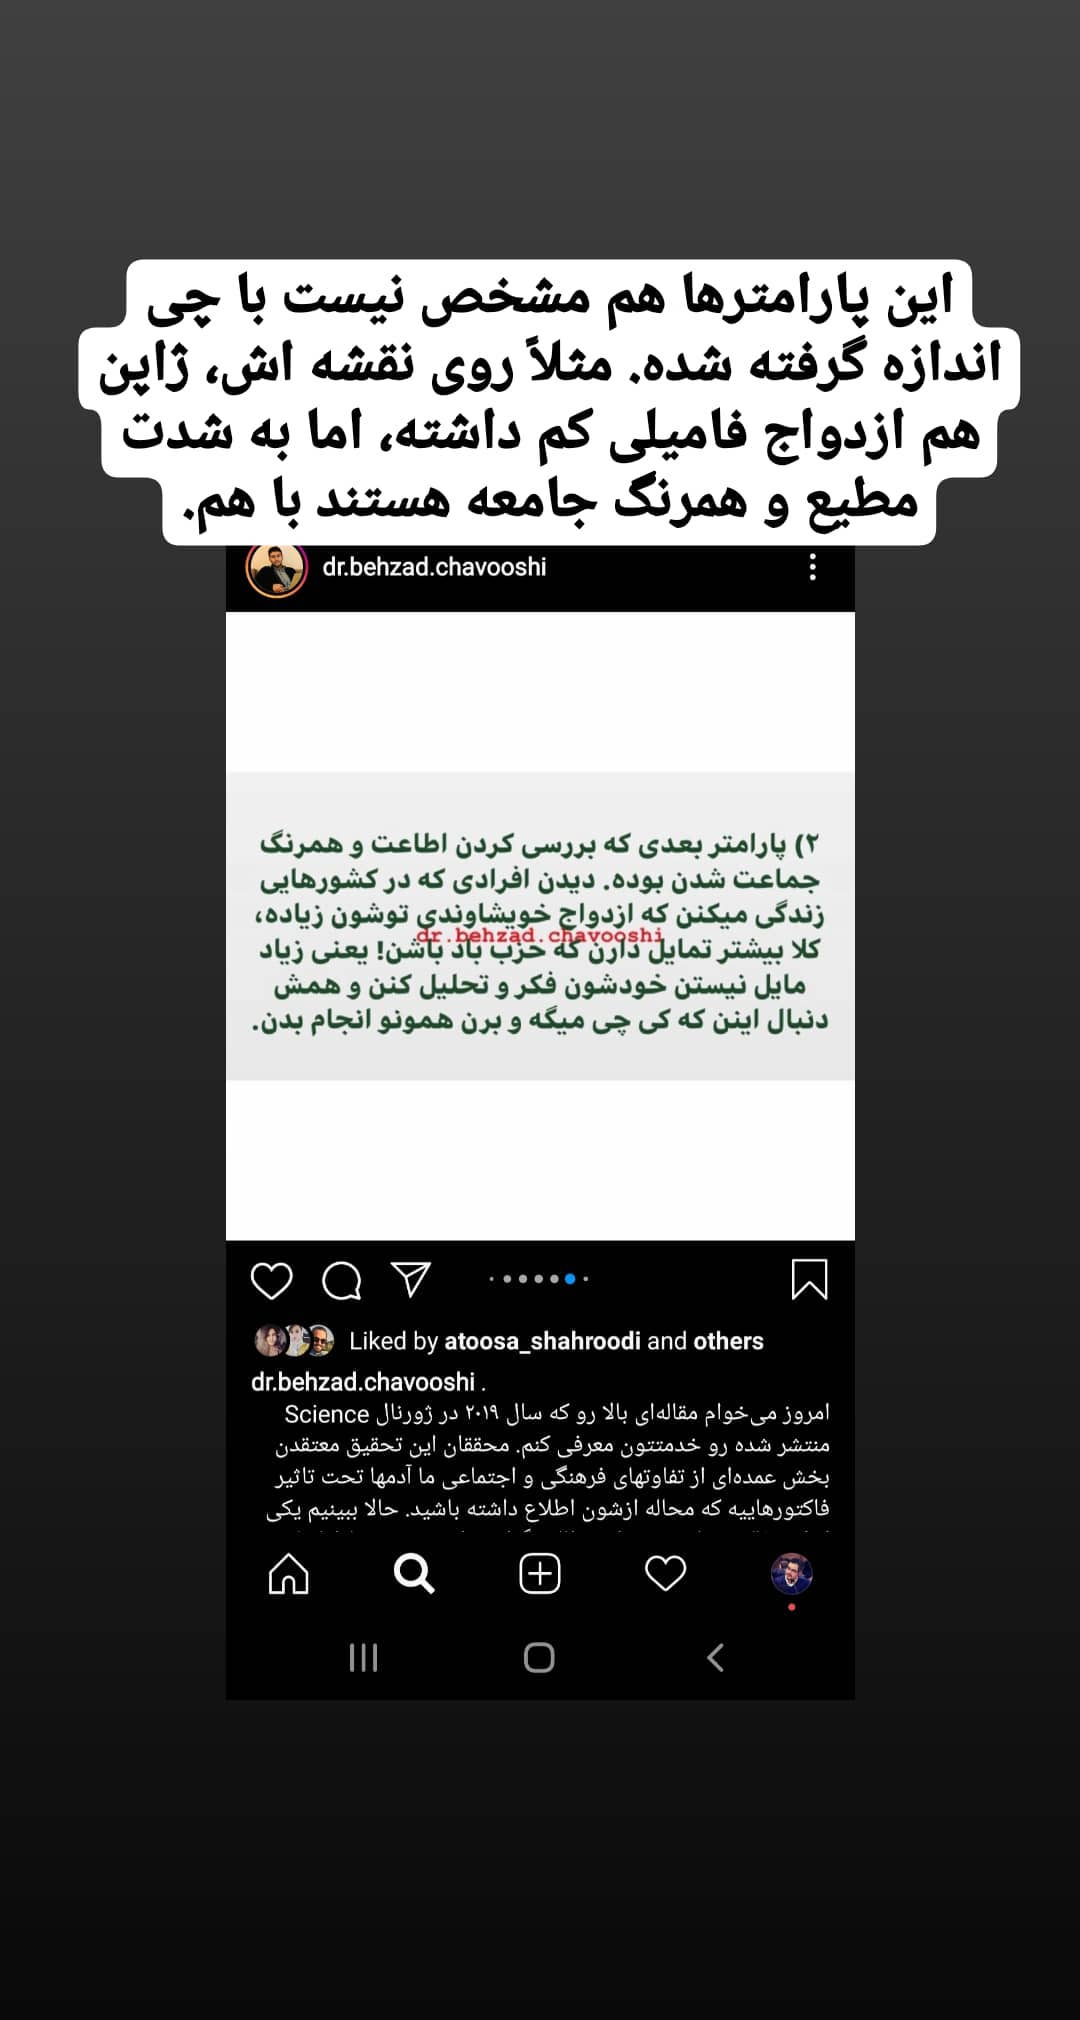 این پارامترها هم مشخص نیست با چی
اندازه گرفته شده. مثلاً روی نقشه اش، ژاپن
هم ازدواج فامیلی کم داشته، اما به شدت
مطیع و همرنگ جامعه هستند با هم.
dr.behzad.chavooshi
۲) پارامتر بعدی که بررسی کردن اطاعت و همرنگ
جماعت شدن بوده. دیدن افرادی که در کشورهایی
زندگی میکنن که ازدواج خویشاوندی توشون زیاده،
dr.behzad.chavooshi
کلا بیشتر تمایل دارن که حزب باد باشن! یعنی زیاد
مایل نیستن خودشون فکر و تحلیل کنن و همش
دنبال اینن که کی چی میگه و برن همونو انجام بدن.
Liked by atoosa_shahroodi and others
dr.behzad.chavooshi .
امروز می‌خوام مقاله‌ای بالا رو که سال ۲۰۱۹ در ژورنال Science
منتشر شده رو خدمتتون معرفی کنم. محققان این تحقیق معتقدن
بخش عمده‌ای از تفاوتهای فرهنگی و اجتماعی ما آدمها تحت تاثیر
فاکتورهاییه که محاله ازشون اطلاع داشته باشید. حالا ببینیم یکی